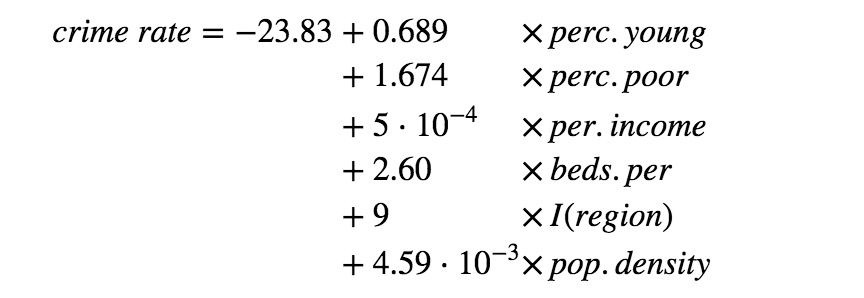 crime rate = −23.83 + 0.689 × perc. young
+ 1.674 × perc. poor
+ 5 · 10⁻⁴ × per. income
+ 2.60 × beds. per
+ 9 × I(region)
+ 4.59 · 10⁻³ × pop. density